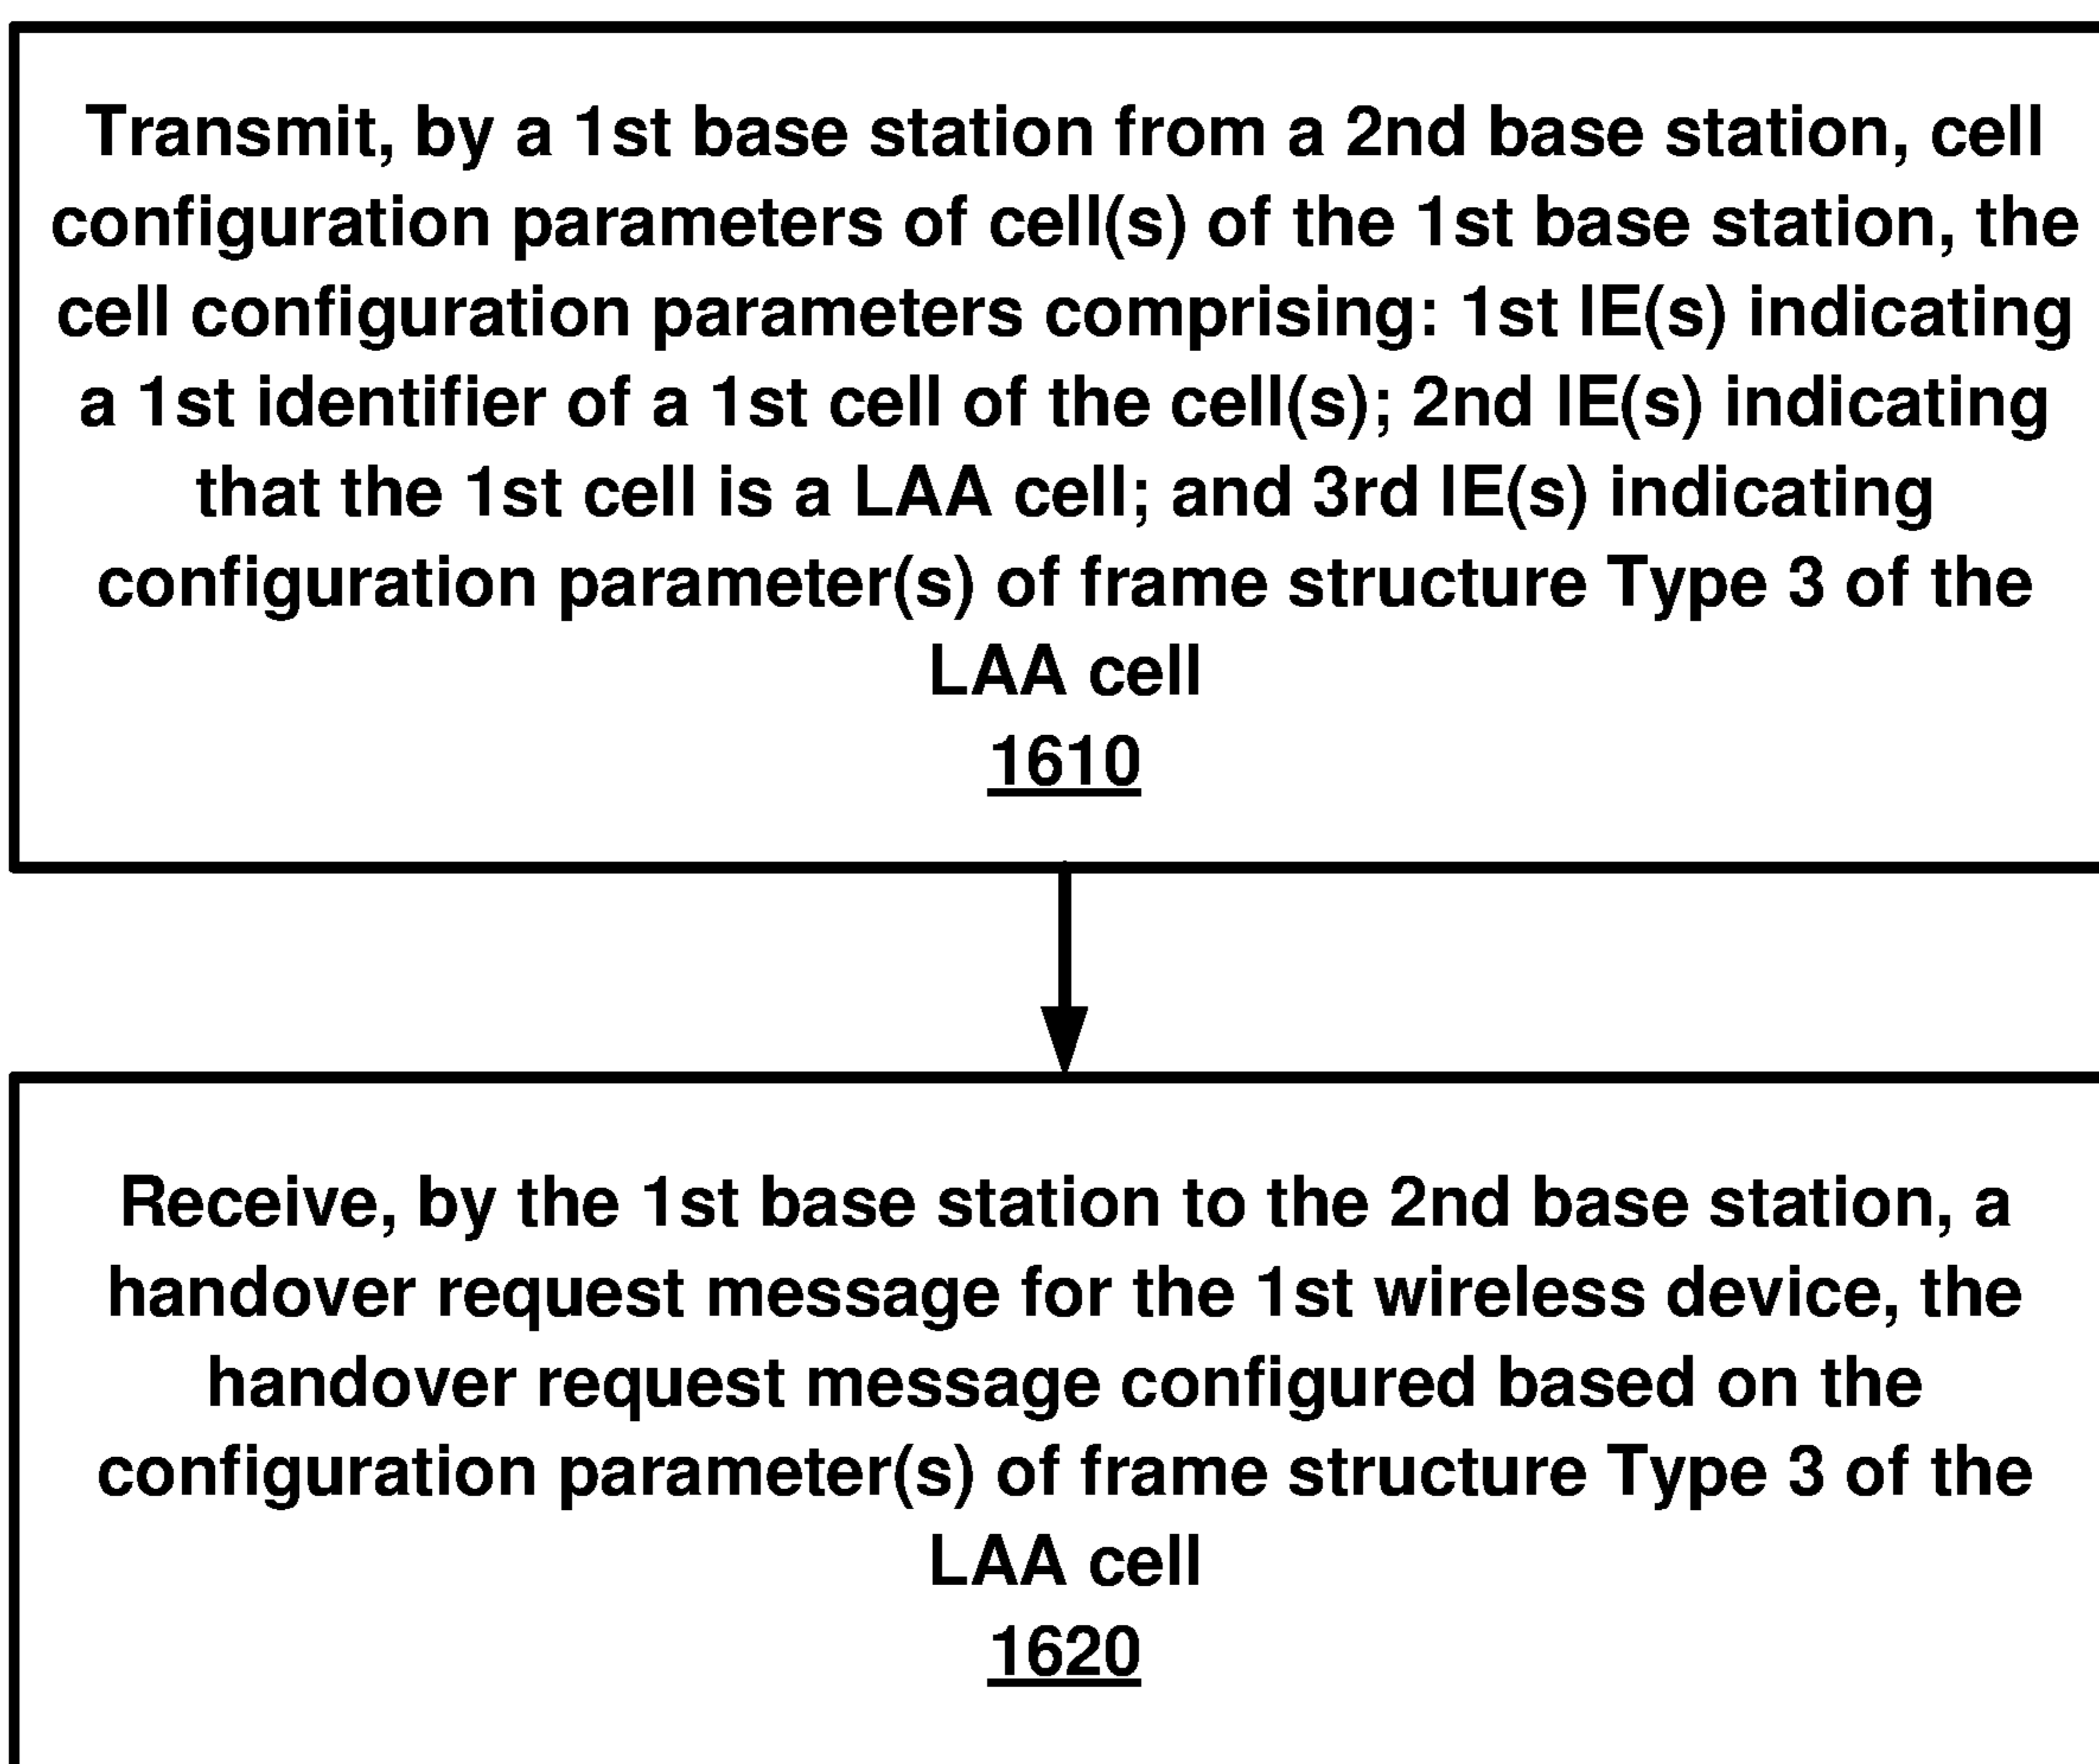 Transmit, by a 1st base station from a 2nd base station, cell
configuration parameters of cell(s) of the 1st base station, the
cell configuration parameters comprising: 1st IE(s) indicating
a 1st identifier of a 1st cell of the cell(s); 2nd IE(s) indicating
that the 1st cell is a LAA cell; and 3rd IE(s) indicating
configuration parameter(s) of frame structure Type 3 of the
LAA cell
1610
Receive, by the 1st base station to the 2nd base station, a
handover request message for the 1st wireless device, the
handover request message configured based on the
configuration parameter(s) of frame structure Type 3 of the
LAA cell
1620